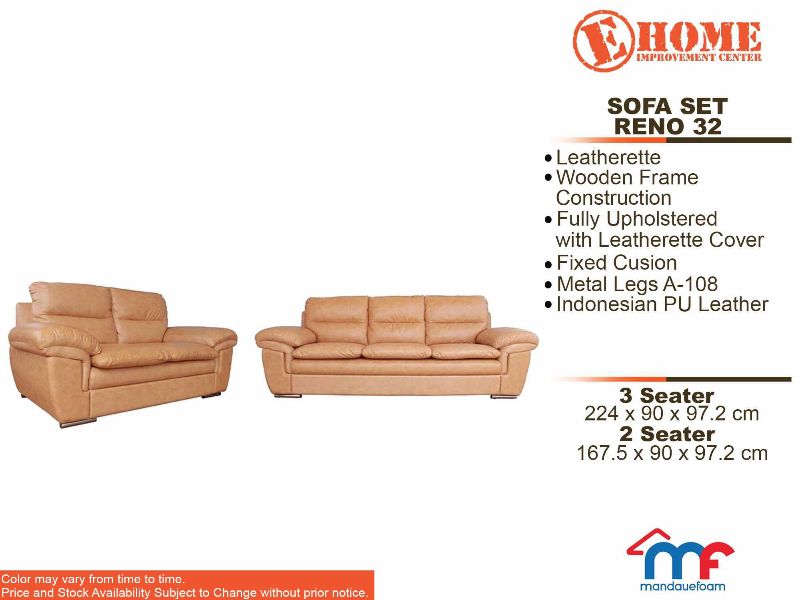 E HOME
IMPROVEMENT CENTER
SOFA SET
RENO 32
• Leatherette
• Wooden Frame
Construction
• Fully Upholstered
with Leatherette Cover
• Fixed Cusion
• Metal Legs A-108
• Indonesian PU Leather
3 Seater
224 x 90 x 97.2 cm
2 Seater
167.5 x 90 x 97.2 cm
mf
mandauefoam
Color may vary from time to time.
Price and Stock Availability Subject to Change without prior notice.